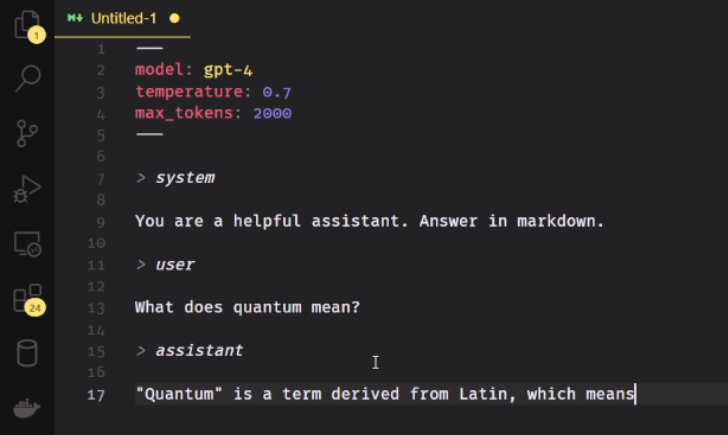 Untitled-1
1 ---
2 model: gpt-4
3 temperature: 0.7
4 max_tokens: 2000
5 ---
6
7 > system
8
9 You are a helpful assistant. Answer in markdown.
10
11 > user
12
13 What does quantum mean?
14
15 > assistant
16
17 "Quantum" is a term derived from Latin, which means
1
24